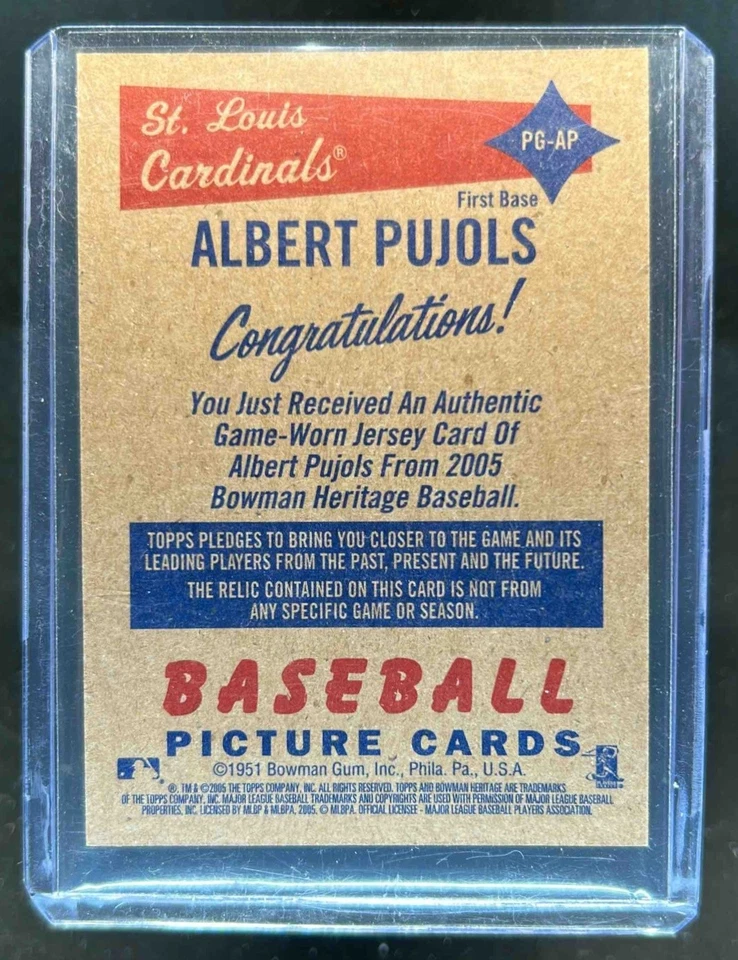 St. Louis
Cardinals®
PG-AP
First Base
ALBERT PUJOLS
Congratulations!
You Just Received An Authentic
Game-Worn Jersey Card Of
Albert Pujols From 2005
Bowman Heritage Baseball.
TOPPS PLEDGES TO BRING YOU CLOSER TO THE GAME AND ITS
LEADING PLAYERS FROM THE PAST, PRESENT AND THE FUTURE.
THE RELIC CONTAINED ON THIS CARD IS NOT FROM
ANY SPECIFIC GAME OR SEASON.
BASEBALL
PICTURE CARDS
©1951 Bowman Gum, Inc., Phila. Pa., U.S.A.
®, TM & ©2005 THE TOPPS COMPANY, INC. ALL RIGHTS RESERVED. TOPPS AND BOWMAN HERITAGE ARE TRADEMARKS
OF THE TOPPS COMPANY, INC. MAJOR LEAGUE BASEBALL TRADEMARKS AND COPYRIGHTS ARE USED WITH PERMISSION OF MAJOR LEAGUE BASEBALL
PROPERTIES, INC. LICENSED BY MLBP & MLBPA, 2005. © MLBPA. OFFICIAL LICENSEE - MAJOR LEAGUE BASEBALL PLAYERS ASSOCIATION.